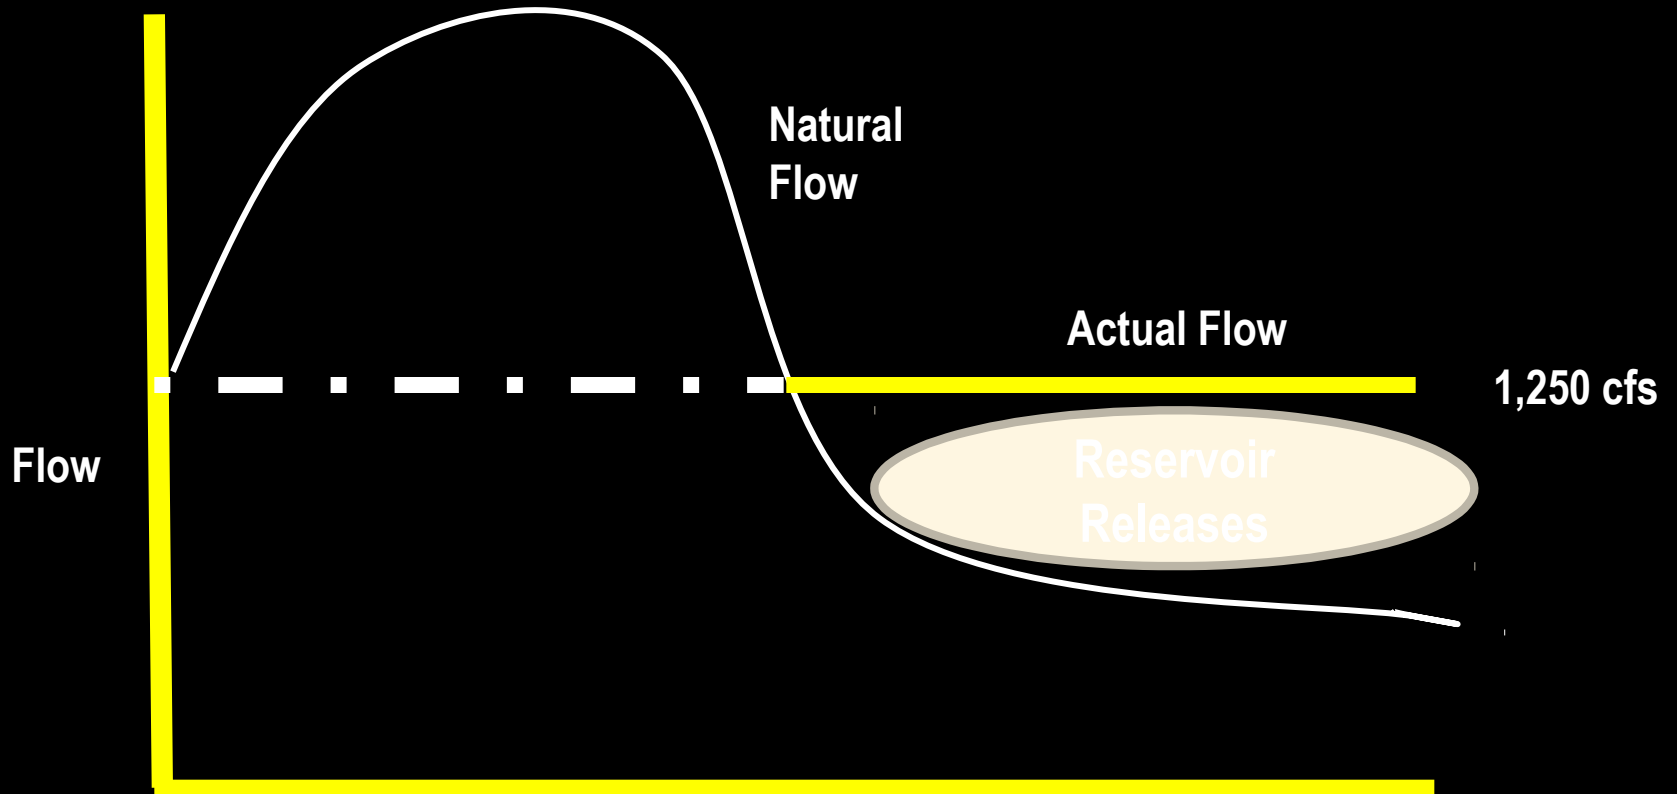 Natural
Flow
Actual Flow
1,250 cfs
Flow
Reservoir
Releases